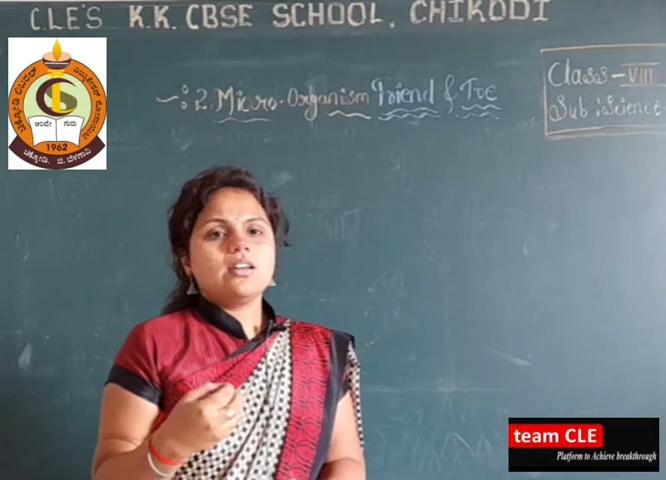 C.L.E'S K.K. CBSE SCHOOL, CHIKODI
2. Micro-Organism Friend & Foe
Class - VIII
Sub : Science
1962
team CLE
Platform to Achieve breakthrough